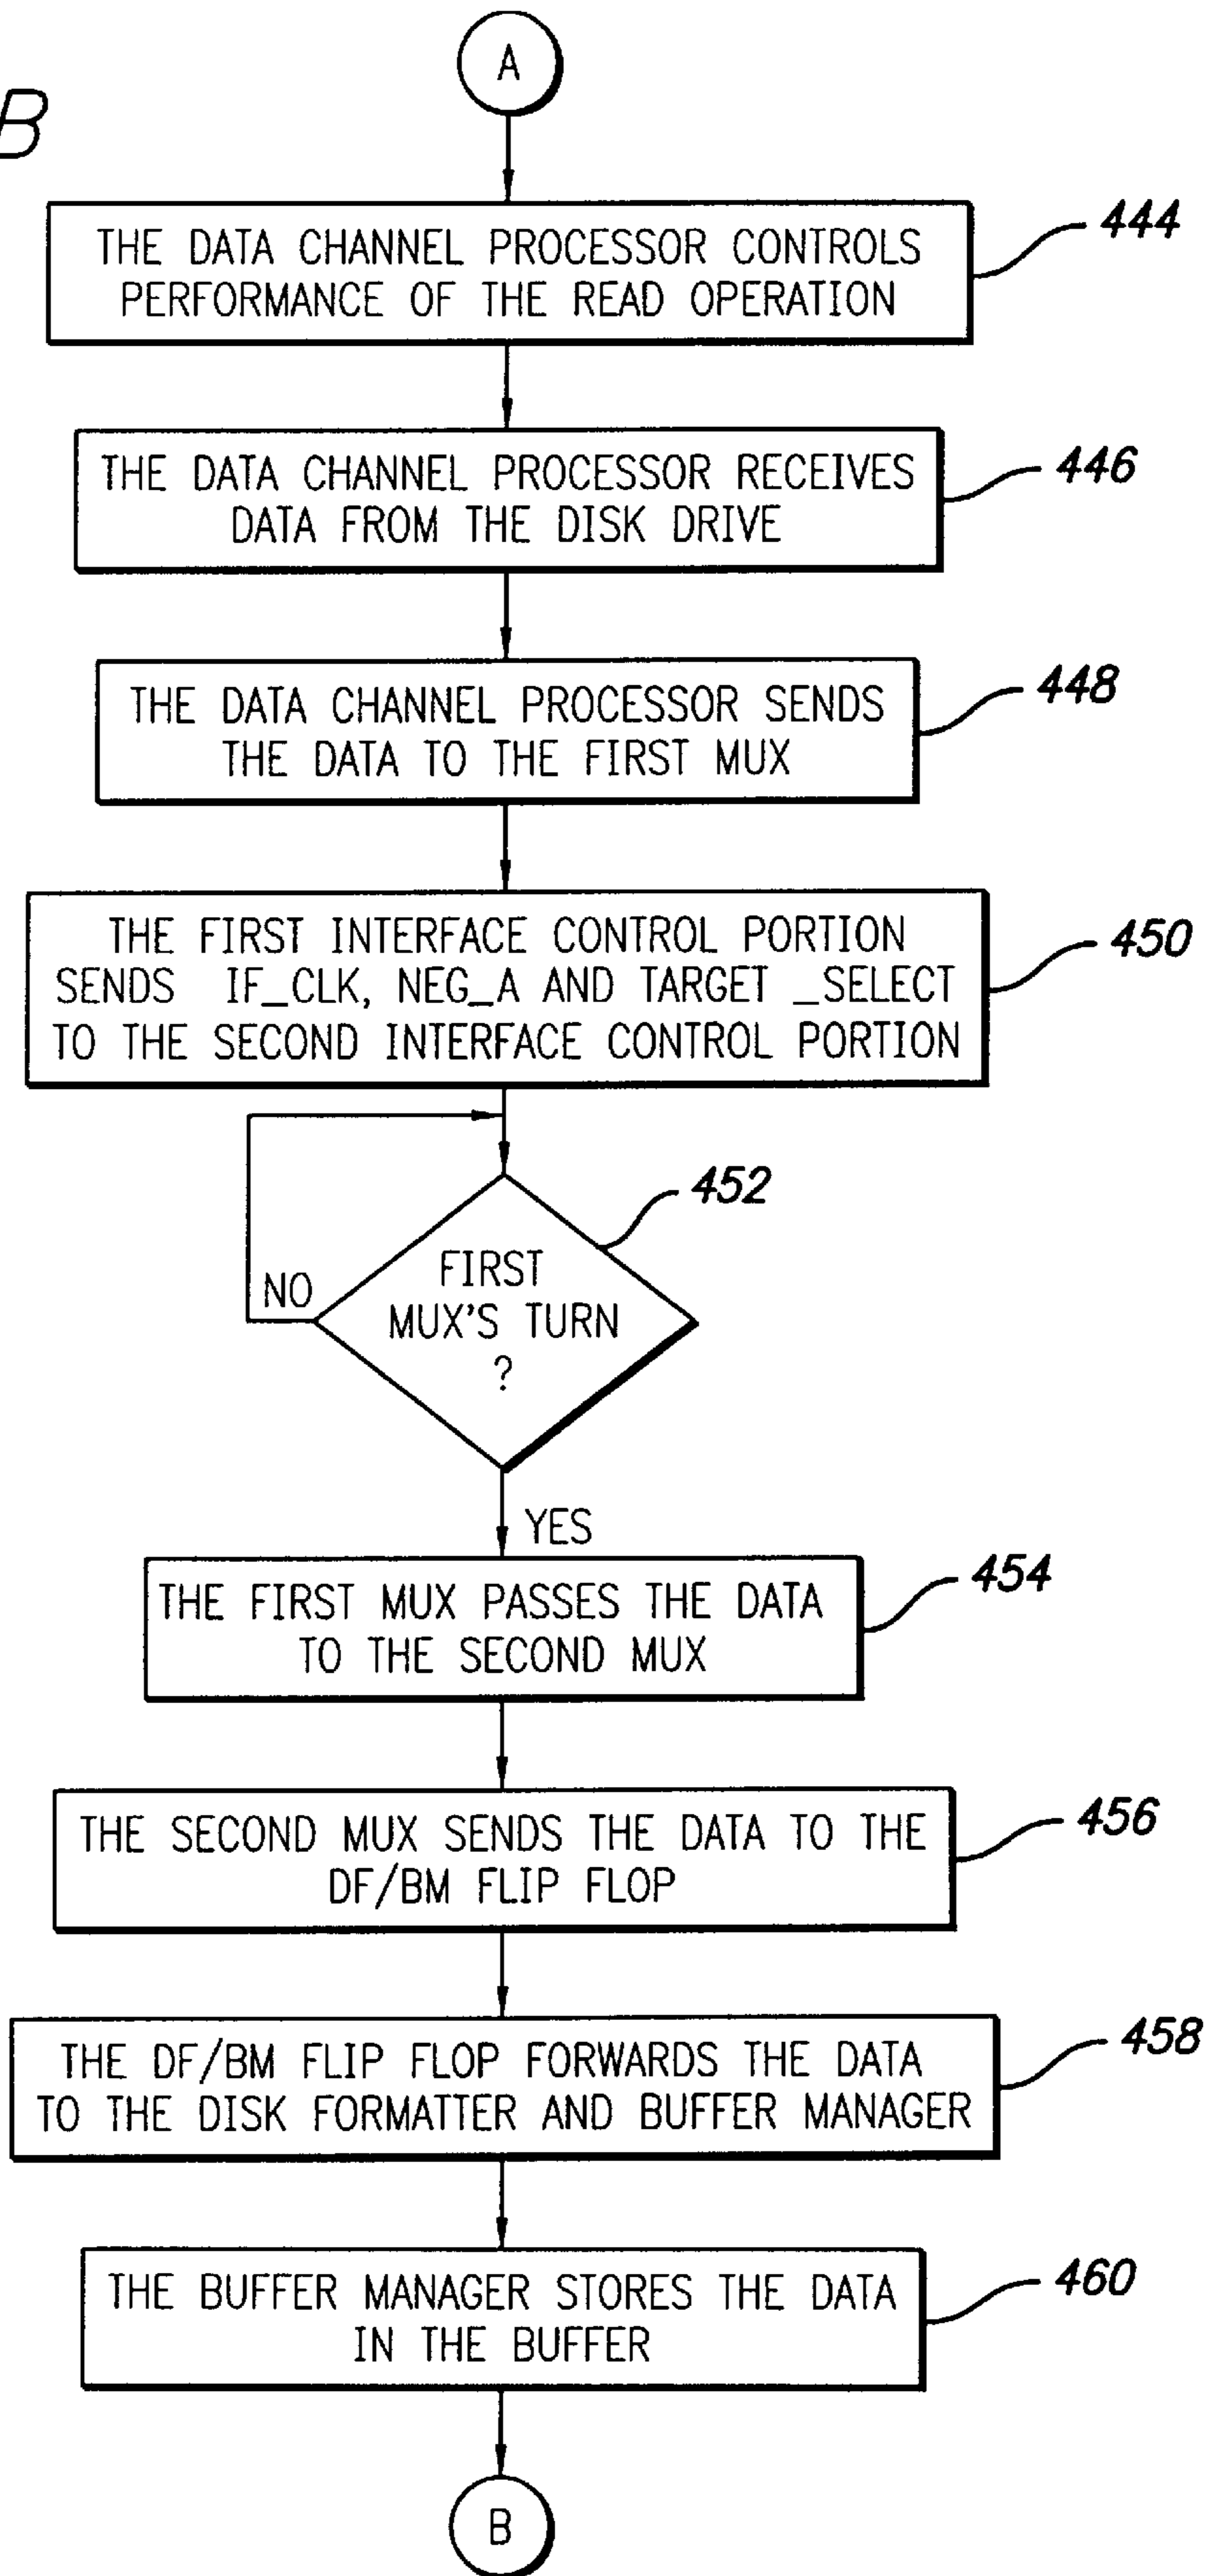 A
B
THE DATA CHANNEL PROCESSOR CONTROLS
PERFORMANCE OF THE READ OPERATION
444
THE DATA CHANNEL PROCESSOR RECEIVES
DATA FROM THE DISK DRIVE
446
THE DATA CHANNEL PROCESSOR SENDS
THE DATA TO THE FIRST MUX
448
THE FIRST INTERFACE CONTROL PORTION
SENDS IF_CLK, NEG_A AND TARGET _SELECT
TO THE SECOND INTERFACE CONTROL PORTION
450
452
FIRST
MUX'S TURN
?
NO
YES
THE FIRST MUX PASSES THE DATA
TO THE SECOND MUX
454
THE SECOND MUX SENDS THE DATA TO THE
DF/BM FLIP FLOP
456
THE DF/BM FLIP FLOP FORWARDS THE DATA
TO THE DISK FORMATTER AND BUFFER MANAGER
458
THE BUFFER MANAGER STORES THE DATA
IN THE BUFFER
460
B